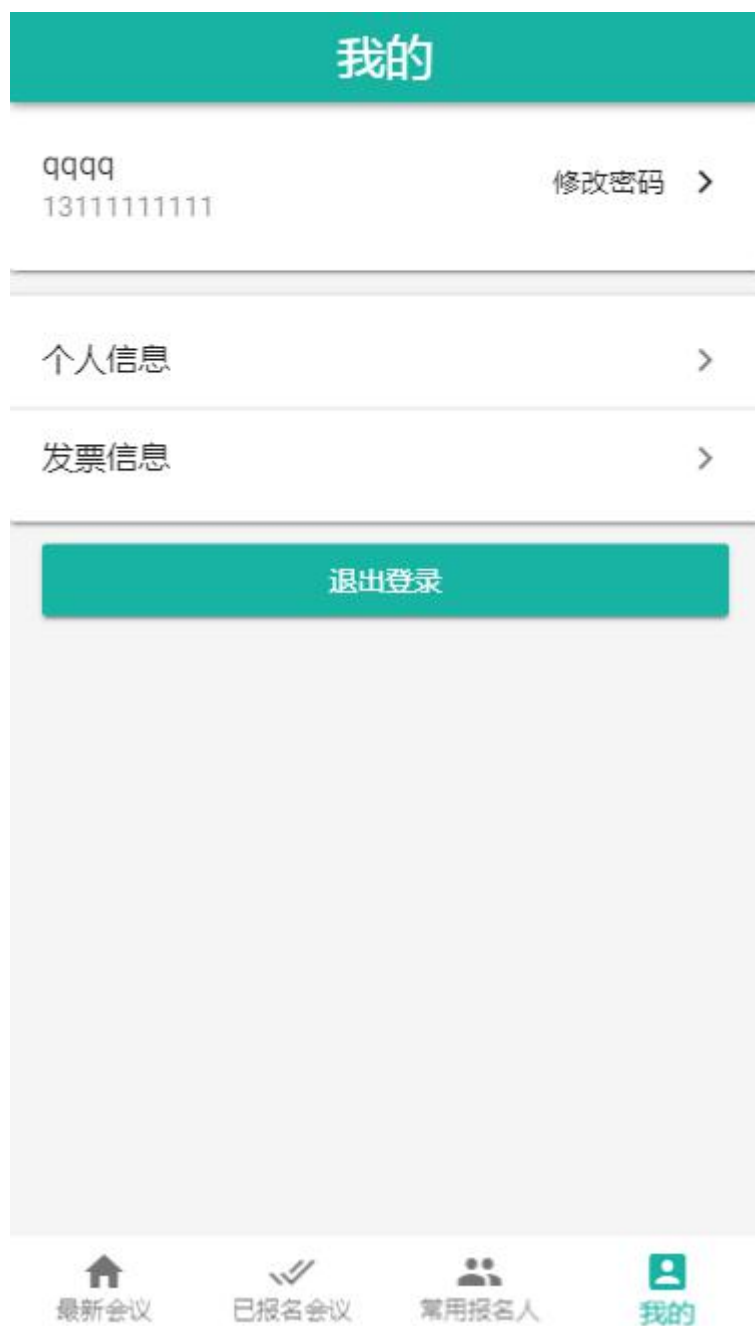 我的
qqqq
13111111111
修改密码
个人信息
发票信息
退出登录
最新会议
已报名会议
常用报名人
我的